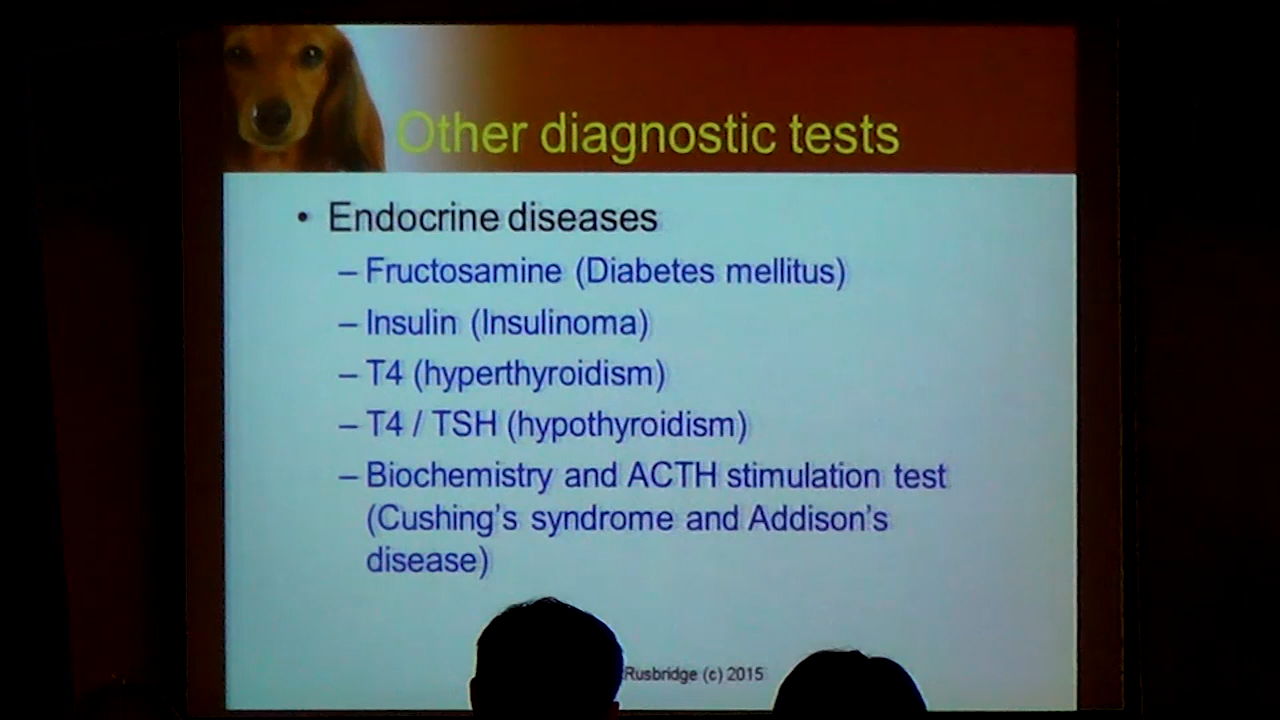 Other diagnostic tests
• Endocrine diseases
– Fructosamine (Diabetes mellitus)
– Insulin (Insulinoma)
– T4 (hyperthyroidism)
– T4 / TSH (hypothyroidism)
– Biochemistry and ACTH stimulation test
(Cushing's syndrome and Addison's
disease)
Rusbridge (c) 2015